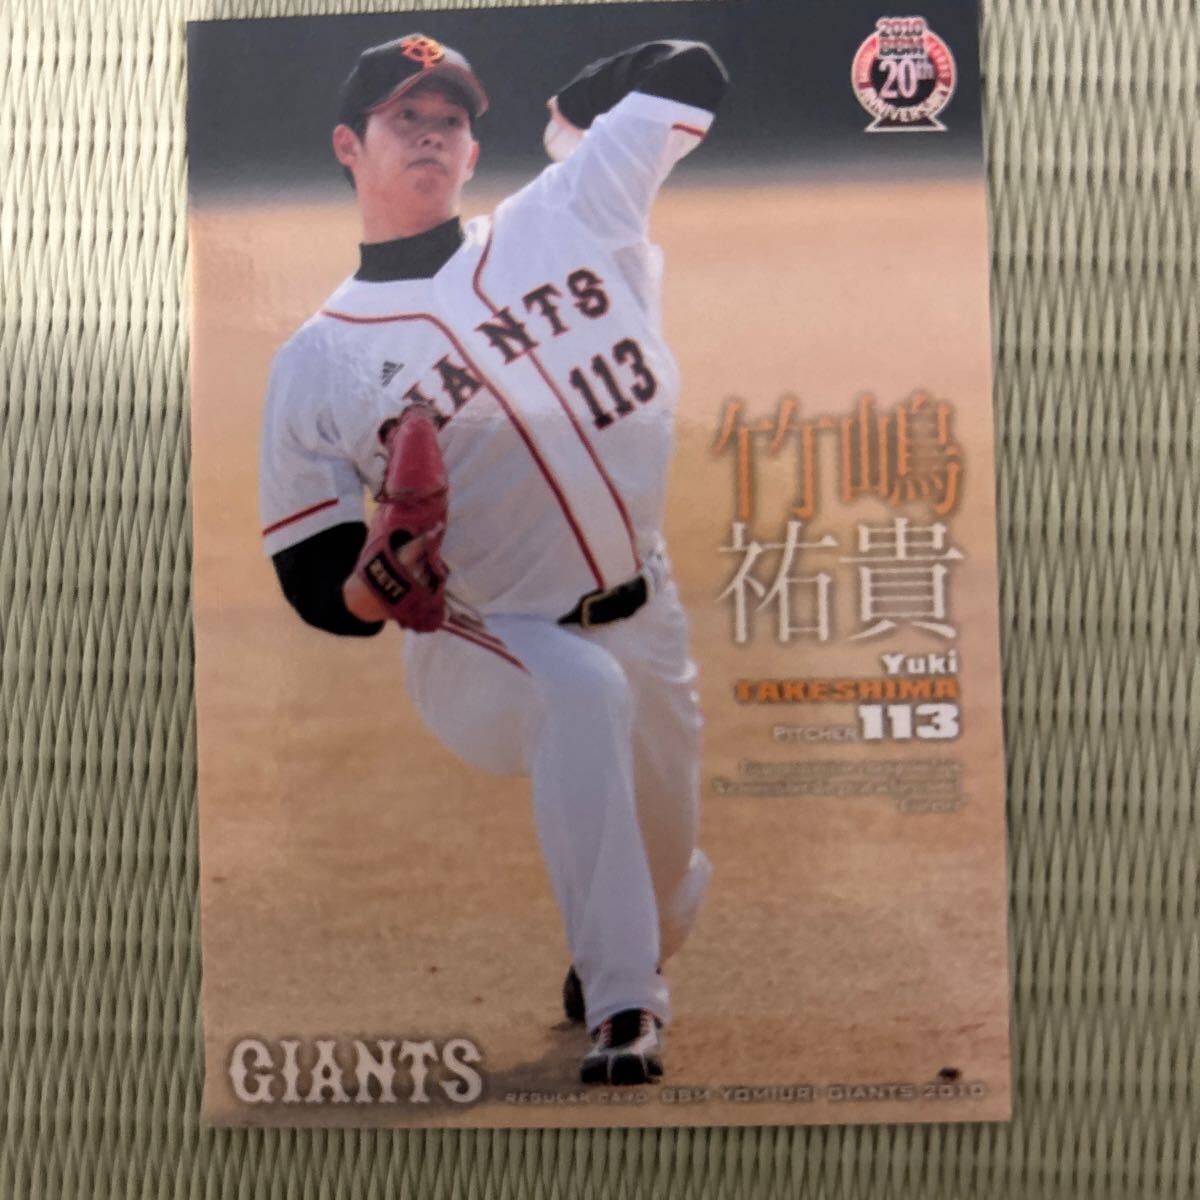 2010
BBM
20th
ANNIVERSARY
GIANTS
113
竹嶋
祐貴
Yuki
TAKESHIMA
PITCHER 113
GIANTS
REGULAR CARD BBM YOMIURI GIANTS 2010